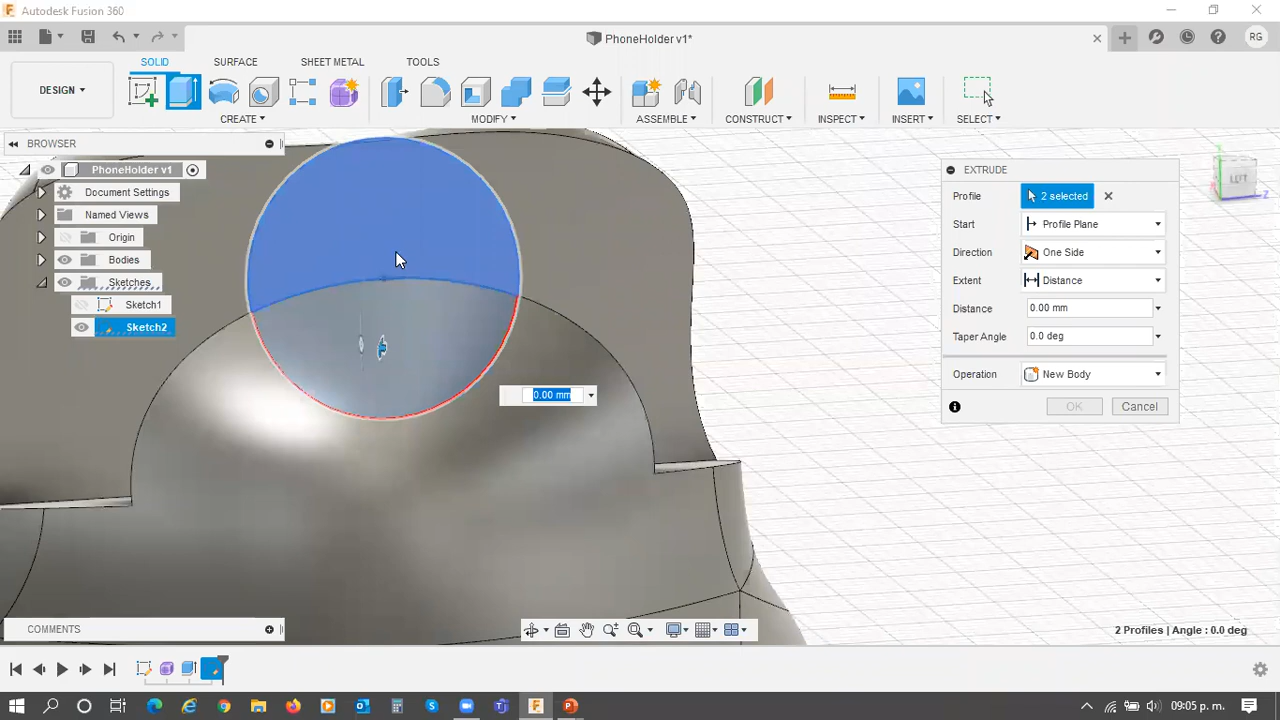 Autodesk Fusion 360
PhoneHolder v1*
RG
SOLID SURFACE SHEET METAL TOOLS
DESIGN
CREATE MODIFY ASSEMBLE CONSTRUCT INSPECT INSERT SELECT
BROWSER
PhoneHolder v1
Document Settings
Named Views
Origin
Bodies
Sketches
Sketch1
Sketch2
0.00 mm
EXTRUDE
Profile 2 selected
Start Profile Plane
Direction One Side
Extent Distance
Distance 0.00 mm
Taper Angle 0.0 deg
Operation New Body
OK Cancel
Z
COMMENTS
2 Profiles | Angle : 0.0 deg
09:05 p. m.